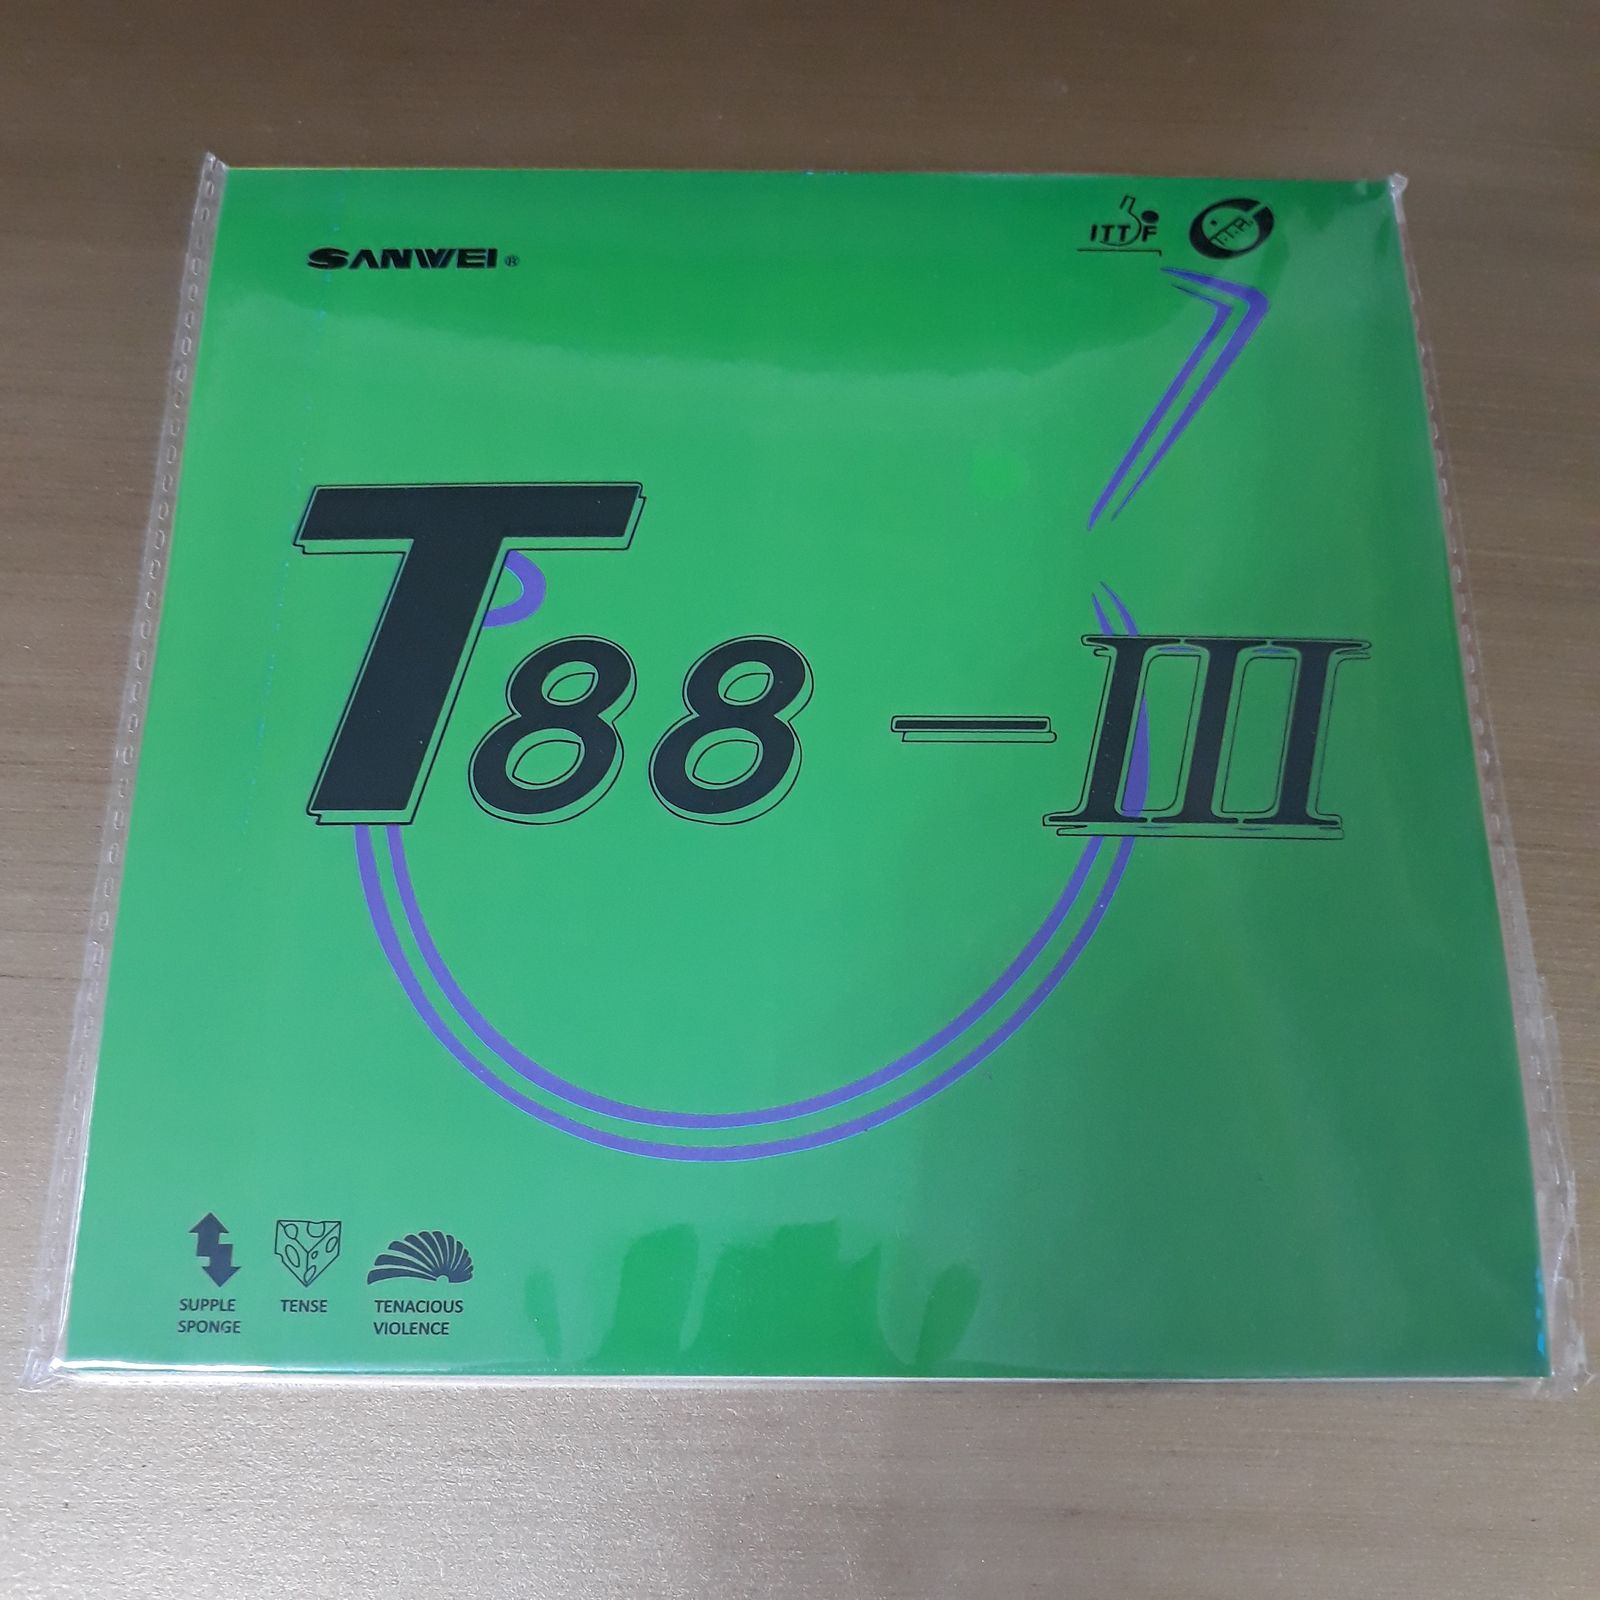 SANWEI®
ITTF
T88-III
SUPPLE
SPONGE
TENSE
TENACIOUS
VIOLENCE